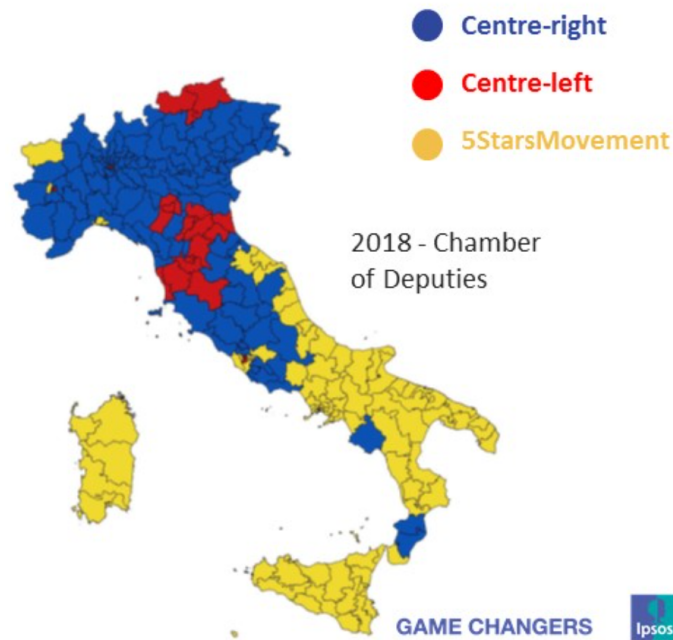 Centre-right
Centre-left
5StarsMovement
2018 - Chamber
of Deputies
GAME CHANGERS
Ipsos